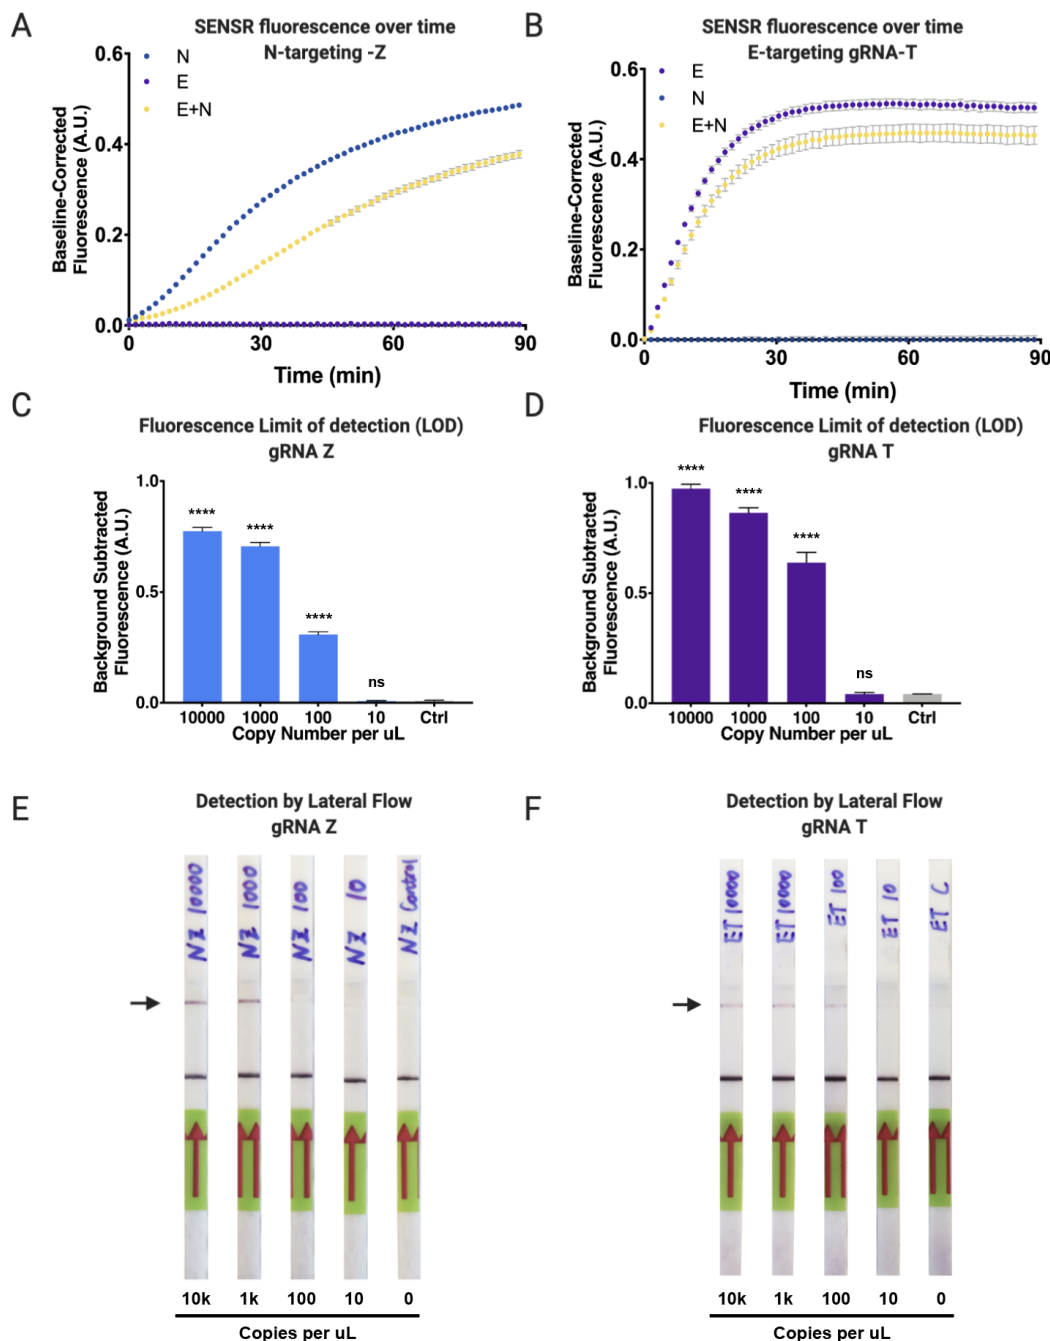 A
SENSR fluorescence over time
N-targeting -Z
N
E
E+N
Baseline-Corrected
Fluorescence (A.U.)
0.6
0.4
0.2
0.0
0
30
60
90
Time (min)
B
SENSR fluorescence over time
E-targeting gRNA-T
E
N
E+N
Baseline-Corrected
Fluorescence (A.U.)
0.6
0.4
0.2
0.0
0
30
60
90
Time (min)
C
Fluorescence Limit of detection (LOD)
gRNA Z
Background Subtracted
Fluorescence (A.U.)
1.0
0.5
0.0
****
****
****
ns
10000 1000 100 10 Ctrl
Copy Number per uL
D
Fluorescence Limit of detection (LOD)
gRNA T
Background Subtracted
Fluorescence (A.U.)
1.0
0.5
0.0
****
****
****
ns
10000 1000 100 10 Ctrl
Copy Number per uL
E
Detection by Lateral Flow
gRNA Z
NZ 10000
NZ 1000
NZ 100
NZ 10
NZ Control
10k 1k 100 10 0
Copies per uL
F
Detection by Lateral Flow
gRNA T
ET 10000
ET 10000
ET 100
ET 10
ET C
10k 1k 100 10 0
Copies per uL